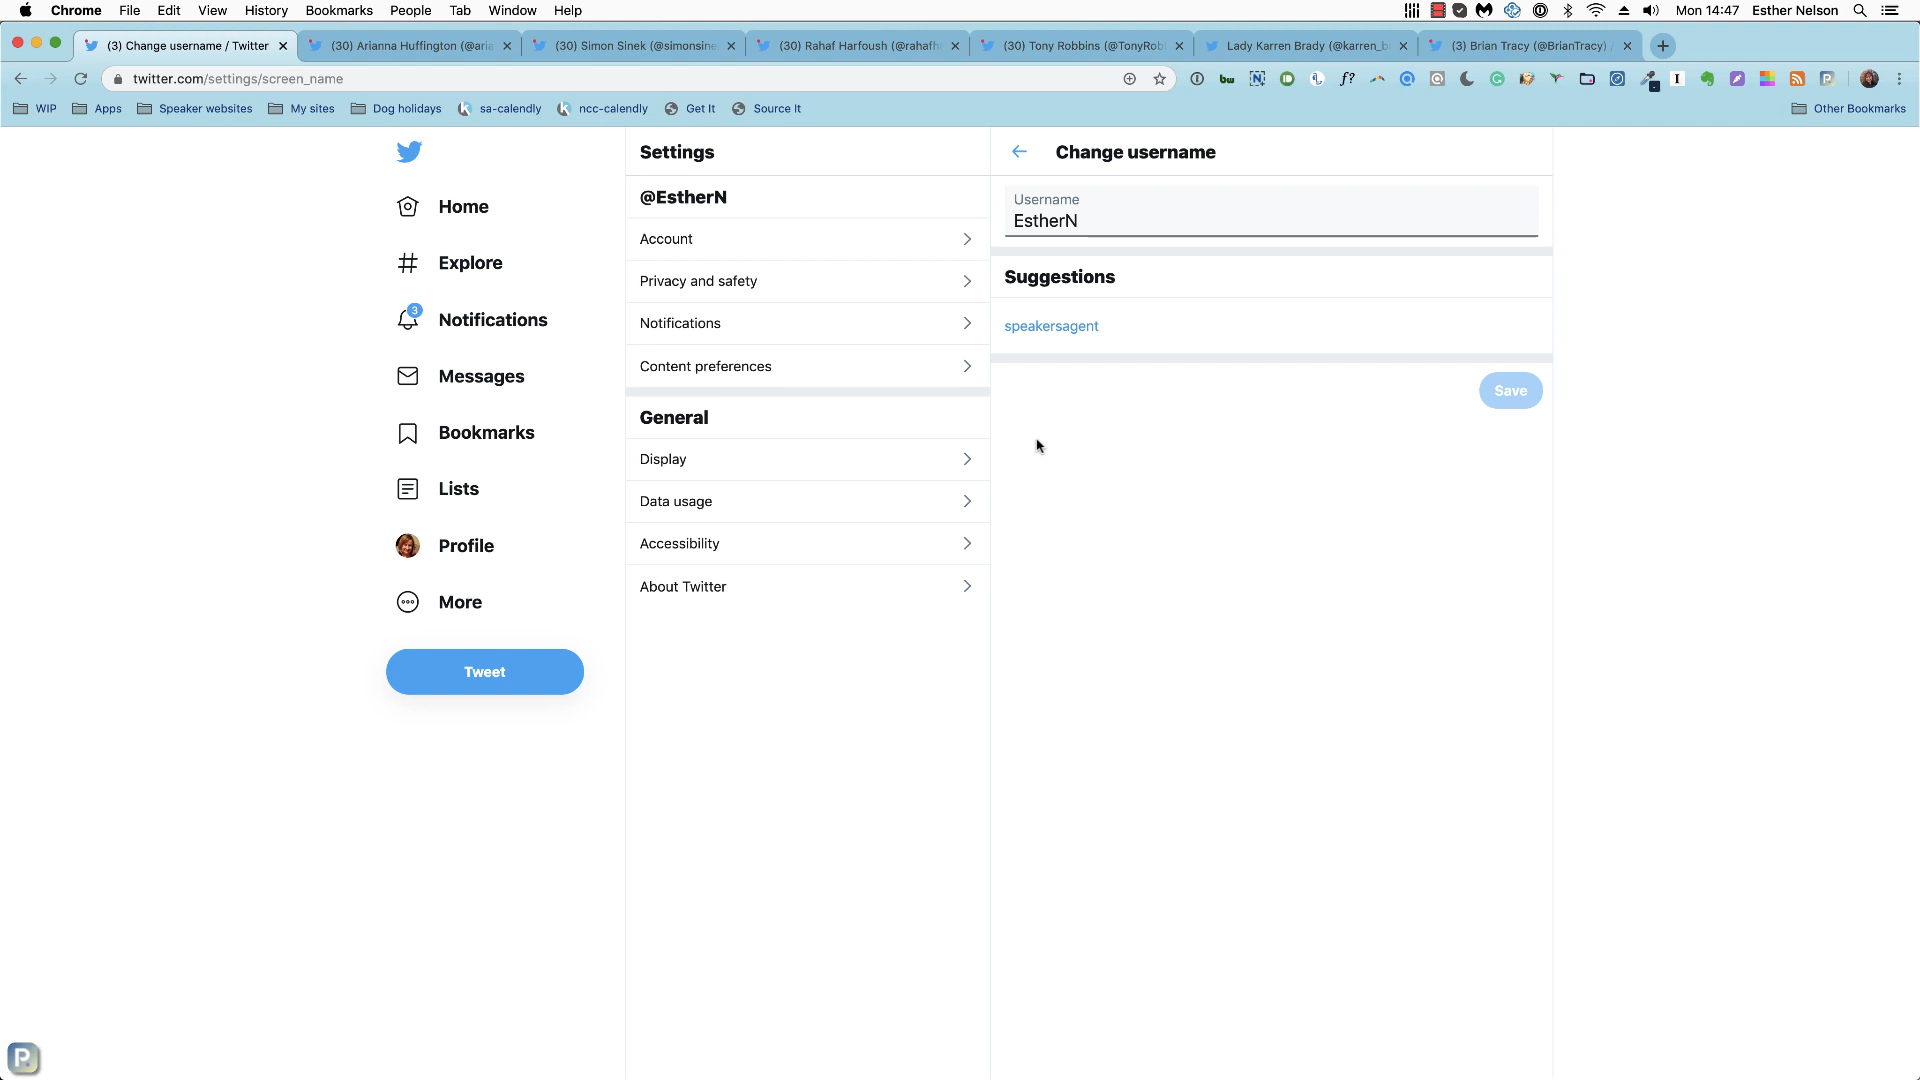 Chrome File Edit View History Bookmarks People Tab Window Help Mon 14:47 Esther Nelson
(3) Change username / Twitter (30) Arianna Huffington (@aria (30) Simon Sinek (@simonsine (30) Rahaf Harfoush (@rahafh (30) Tony Robbins (@TonyRob Lady Karren Brady (@karren_b (3) Brian Tracy (@BrianTracy) /
twitter.com/settings/screen_name
WIP Apps Speaker websites My sites Dog holidays sa-calendly ncc-calendly Get It Source It Other Bookmarks
Home
Explore
3
Notifications
Messages
Bookmarks
Lists
Profile
More
Tweet
Settings
@EstherN
Account
Privacy and safety
Notifications
Content preferences
General
Display
Data usage
Accessibility
About Twitter
Change username
Username
EstherN
Suggestions
speakersagent
Save
P